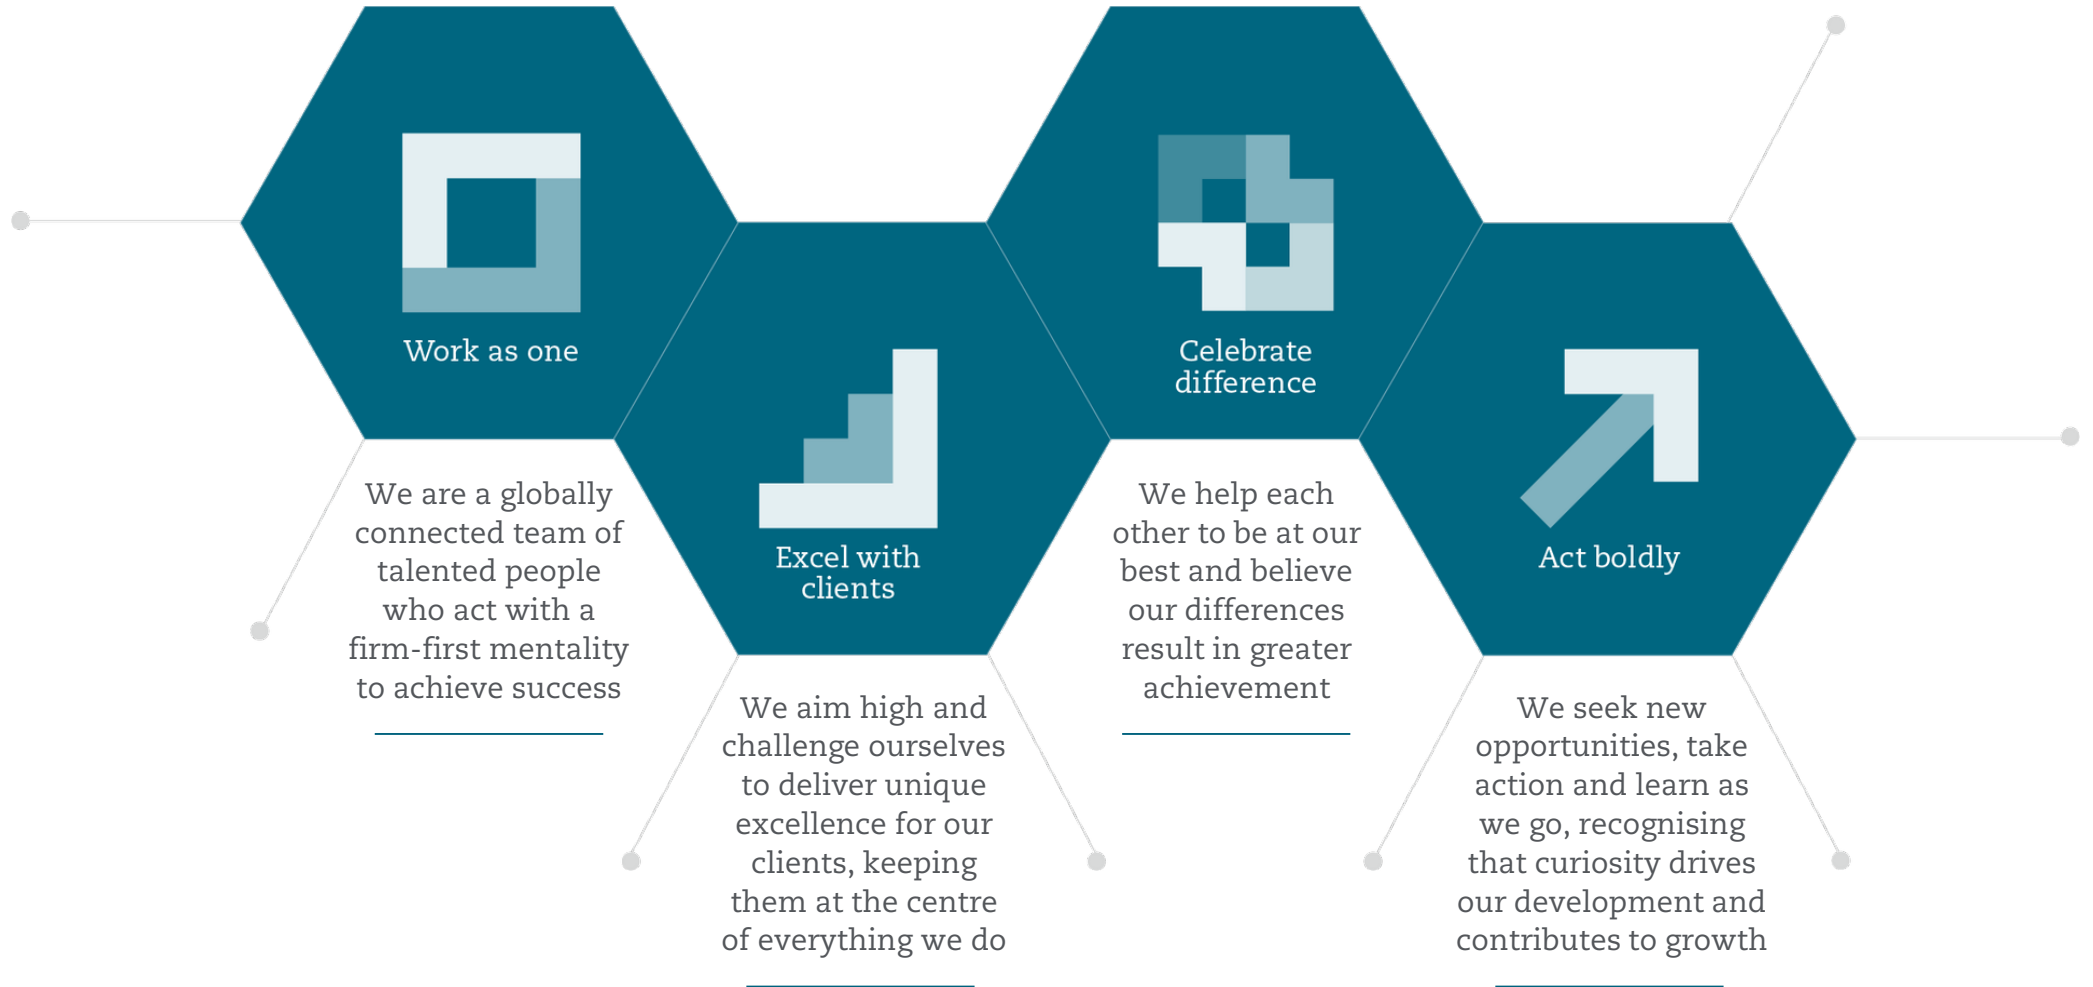 Work as one
We are a globally
connected team of
talented people
who act with a
firm-first mentality
to achieve success
Excel with
clients
We aim high and
challenge ourselves
to deliver unique
excellence for our
clients, keeping
them at the centre
of everything we do
Celebrate
difference
We help each
other to be at our
best and believe
our differences
result in greater
achievement
Act boldly
We seek new
opportunities, take
action and learn as
we go, recognising
that curiosity drives
our development and
contributes to growth